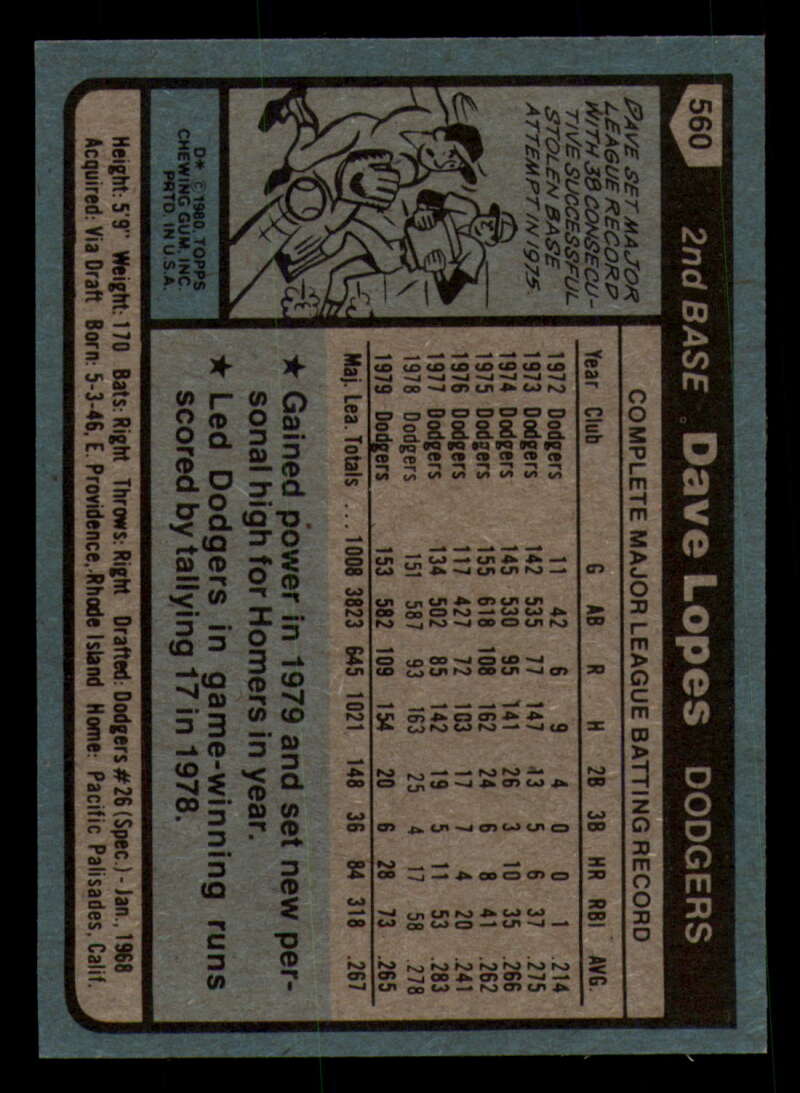 560
2nd BASE Dave Lopes DODGERS
DAVE SET MAJOR
LEAGUE RECORD
WITH 38 CONSECU-
TIVE SUCCESSFUL
STOLEN BASE
ATTEMPT IN 1975.
D* © 1980, TOPPS
CHEWING GUM, INC.
PRTD. IN U.S.A.
COMPLETE MAJOR LEAGUE BATTING RECORD
Year Club G AB R H 2B 3B HR RBI AVG.
1972 Dodgers 11 42 6 9 4 0 0 1 .214
1973 Dodgers 142 535 77 147 13 5 6 37 .275
1974 Dodgers 145 530 95 141 26 3 10 35 .266
1975 Dodgers 155 618 108 162 24 6 8 41 .262
1976 Dodgers 117 427 72 103 17 7 4 20 .241
1977 Dodgers 134 502 85 142 19 5 11 53 .283
1978 Dodgers 151 587 93 163 25 4 17 58 .278
1979 Dodgers 153 582 109 154 20 6 28 73 .265
Maj. Lea. Totals ... 1008 3823 645 1021 148 36 84 318 .267
★ Gained power in 1979 and set new per-
sonal high for Homers in year.
★ Led Dodgers in game-winning runs
scored by tallying 17 in 1978.
Height: 5'9" Weight: 170 Bats: Right Throws: Right Drafted: Dodgers #26 (Spec.)-Jan., 1968
Acquired: Via Draft Born: 5-3-46, E. Providence, Rhode Island Home: Pacific Palisades, Calif.